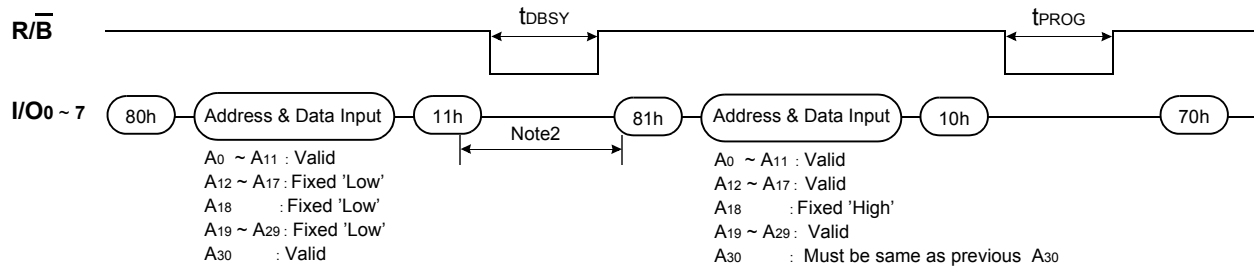 tDBSY tPROG
R/B
I/O0 ~ 7 80h Address & Data Input 11h 81h Address & Data Input 10h 70h
Note2
A0 ~ A11 : Valid A0 ~ A11 : Valid
A12 ~ A17 : Fixed 'Low' A12 ~ A17 : Valid
A18 : Fixed 'Low' A18 : Fixed 'High'
A19 ~ A29 : Fixed 'Low' A19 ~ A29 : Valid
A30 : Valid A30 : Must be same as previous A30